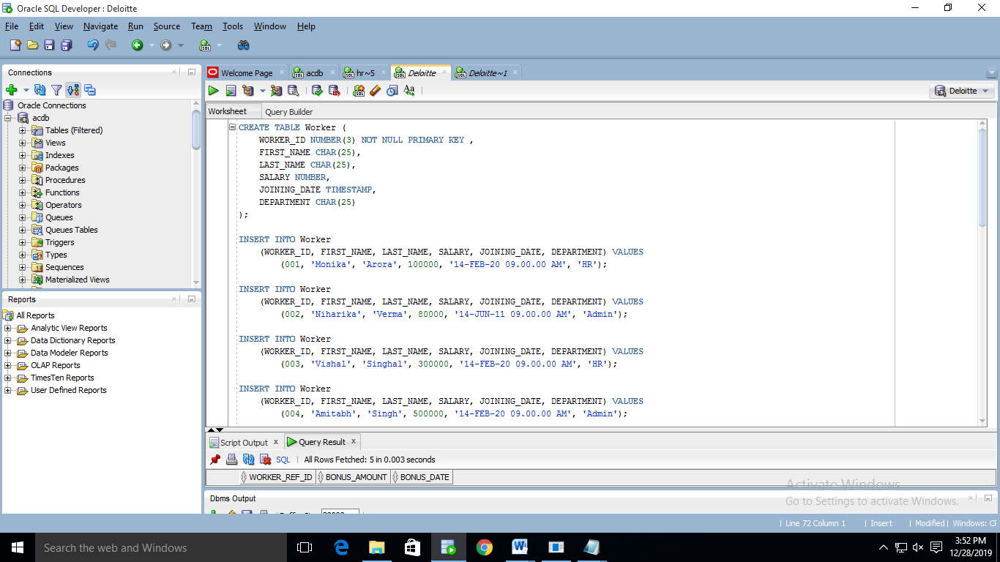 Oracle SQL Developer : Deloitte
File Edit View Navigate Run Source Team Tools Window Help
Connections
Oracle Connections
acdb
Tables (Filtered)
Views
Indexes
Packages
Procedures
Functions
Operators
Queues
Queues Tables
Triggers
Types
Sequences
Materialized Views
Reports
All Reports
Analytic View Reports
Data Dictionary Reports
Data Modeler Reports
OLAP Reports
TimesTen Reports
User Defined Reports
Welcome Page acdb hr~5 Deloitte Deloitte~1
Deloitte
Worksheet Query Builder
CREATE TABLE Worker (
WORKER_ID NUMBER(3) NOT NULL PRIMARY KEY ,
FIRST_NAME CHAR(25),
LAST_NAME CHAR(25),
SALARY NUMBER,
JOINING_DATE TIMESTAMP,
DEPARTMENT CHAR(25)
);
INSERT INTO Worker
(WORKER_ID, FIRST_NAME, LAST_NAME, SALARY, JOINING_DATE, DEPARTMENT) VALUES
(001, 'Monika', 'Arora', 100000, '14-FEB-20 09.00.00 AM', 'HR');
INSERT INTO Worker
(WORKER_ID, FIRST_NAME, LAST_NAME, SALARY, JOINING_DATE, DEPARTMENT) VALUES
(002, 'Niharika', 'Verma', 80000, '14-JUN-11 09.00.00 AM', 'Admin');
INSERT INTO Worker
(WORKER_ID, FIRST_NAME, LAST_NAME, SALARY, JOINING_DATE, DEPARTMENT) VALUES
(003, 'Vishal', 'Singhal', 300000, '14-FEB-20 09.00.00 AM', 'HR');
INSERT INTO Worker
(WORKER_ID, FIRST_NAME, LAST_NAME, SALARY, JOINING_DATE, DEPARTMENT) VALUES
(004, 'Amitabh', 'Singh', 500000, '14-FEB-20 09.00.00 AM', 'Admin');
Script Output x Query Result x
SQL | All Rows Fetched: 5 in 0.003 seconds
WORKER_REF_ID BONUS_AMOUNT BONUS_DATE
Activate Windows
Go to Settings to activate Windows.
Dbms Output
| Line 72 Column 1 | Insert | Modified | Windows: CF
Search the web and Windows
3:52 PM
12/28/2019